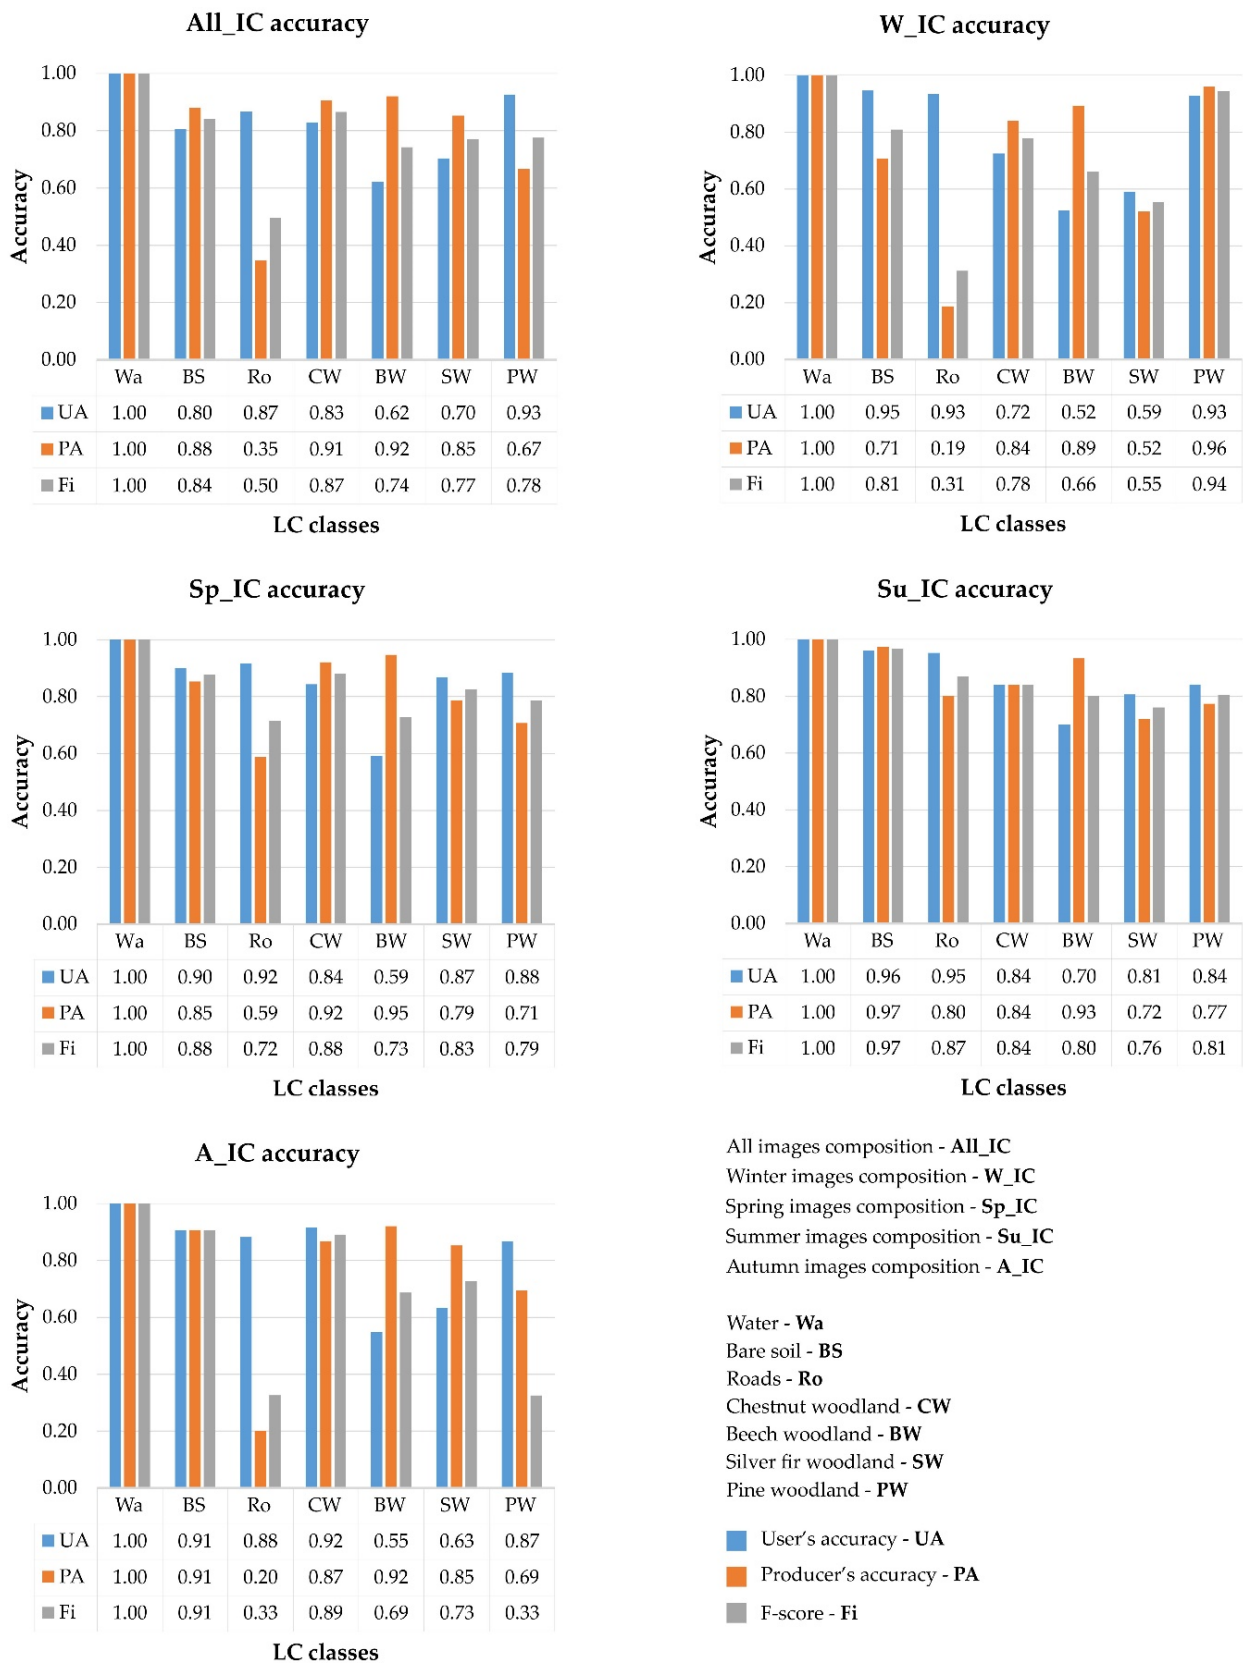 All_IC accuracy
1.00
0.80
0.60
0.40
0.20
0.00
Accuracy
Wa BS Ro CW BW SW PW
UA 1.00 0.80 0.87 0.83 0.62 0.70 0.93
PA 1.00 0.88 0.35 0.91 0.92 0.85 0.67
Fi 1.00 0.84 0.50 0.87 0.74 0.77 0.78
LC classes
W_IC accuracy
1.00
0.80
0.60
0.40
0.20
0.00
Accuracy
Wa BS Ro CW BW SW PW
UA 1.00 0.95 0.93 0.72 0.52 0.59 0.93
PA 1.00 0.71 0.19 0.84 0.89 0.52 0.96
Fi 1.00 0.81 0.31 0.78 0.66 0.55 0.94
LC classes
Sp_IC accuracy
1.00
0.80
0.60
0.40
0.20
0.00
Accuracy
Wa BS Ro CW BW SW PW
UA 1.00 0.90 0.92 0.84 0.59 0.87 0.88
PA 1.00 0.85 0.59 0.92 0.95 0.79 0.71
Fi 1.00 0.88 0.72 0.88 0.73 0.83 0.79
LC classes
Su_IC accuracy
1.00
0.80
0.60
0.40
0.20
0.00
Accuracy
Wa BS Ro CW BW SW PW
UA 1.00 0.96 0.95 0.84 0.70 0.81 0.84
PA 1.00 0.97 0.80 0.84 0.93 0.72 0.77
Fi 1.00 0.97 0.87 0.84 0.80 0.76 0.81
LC classes
A_IC accuracy
1.00
0.80
0.60
0.40
0.20
0.00
Accuracy
Wa BS Ro CW BW SW PW
UA 1.00 0.91 0.88 0.92 0.55 0.63 0.87
PA 1.00 0.91 0.20 0.87 0.92 0.85 0.69
Fi 1.00 0.91 0.33 0.89 0.69 0.73 0.33
LC classes
All images composition - All_IC
Winter images composition - W_IC
Spring images composition - Sp_IC
Summer images composition - Su_IC
Autumn images composition - A_IC
Water - Wa
Bare soil - BS
Roads - Ro
Chestnut woodland - CW
Beech woodland - BW
Silver fir woodland - SW
Pine woodland - PW
User's accuracy - UA
Producer's accuracy - PA
F-score - Fi